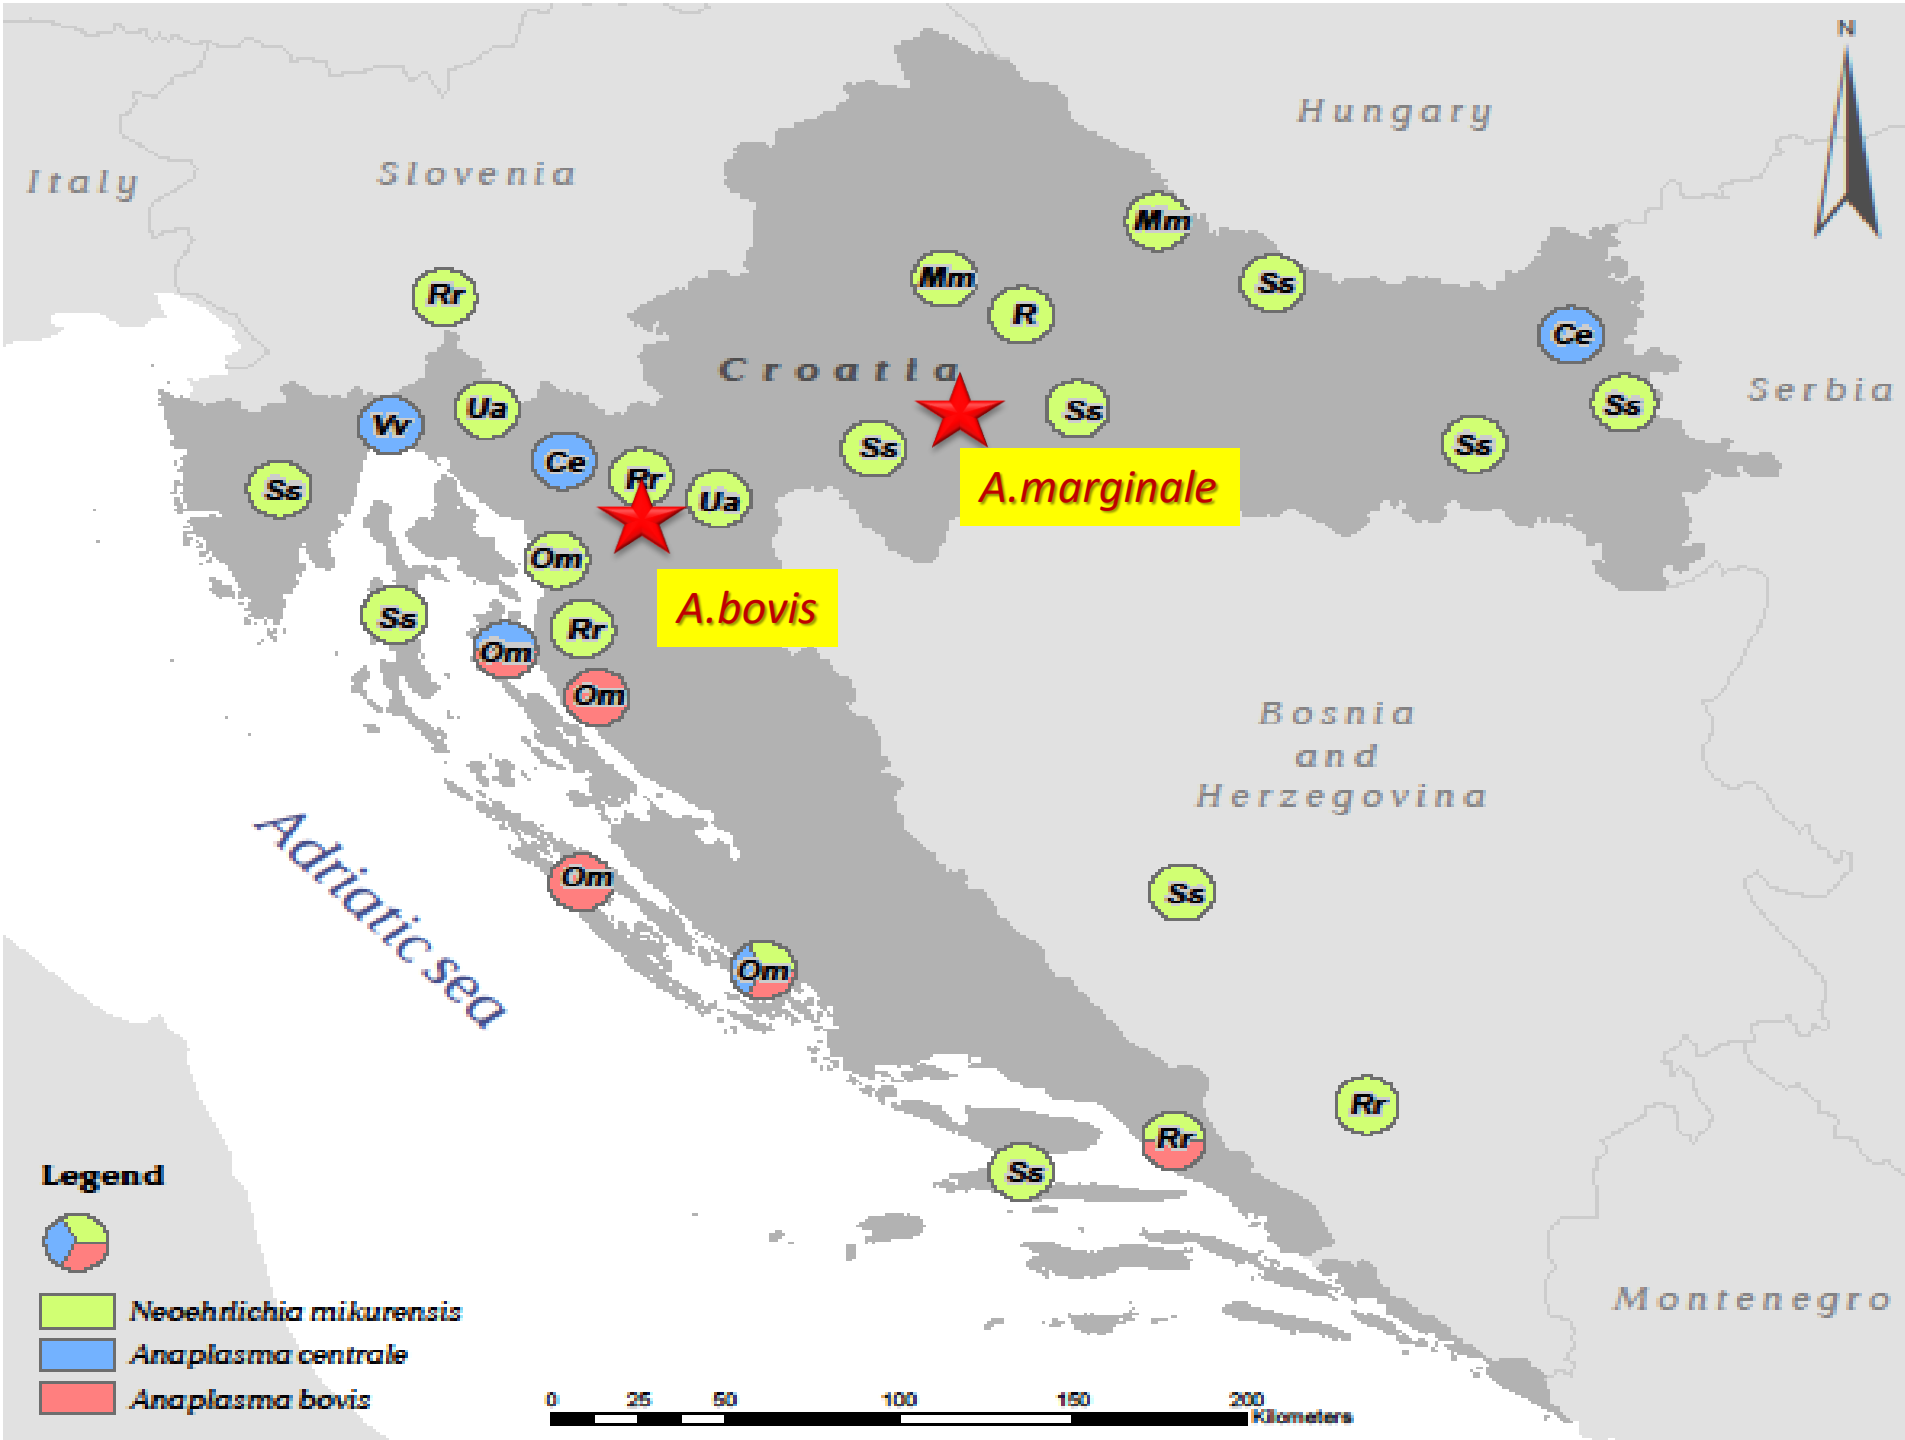 N
Hungary
Slovenia
Italy
Mm
Mm
Ss
Rr
R
Ce
Croatia
Serbia
Ua
Ss
Ss
Vv
Ss
Ss
Ce
Rr
A.marginale
Ss
Ua
Om
A.bovis
Ss
Rr
Om
Om
Bosnia
and
Herzegovina
Adriatic sea
Om
Ss
Om
Rr
Rr
Ss
Legend
Montenegro
Neoehrlichia mikurensis
Anaplasma centrale
Anaplasma bovis
0 25 50 100 150 200
Kilometers